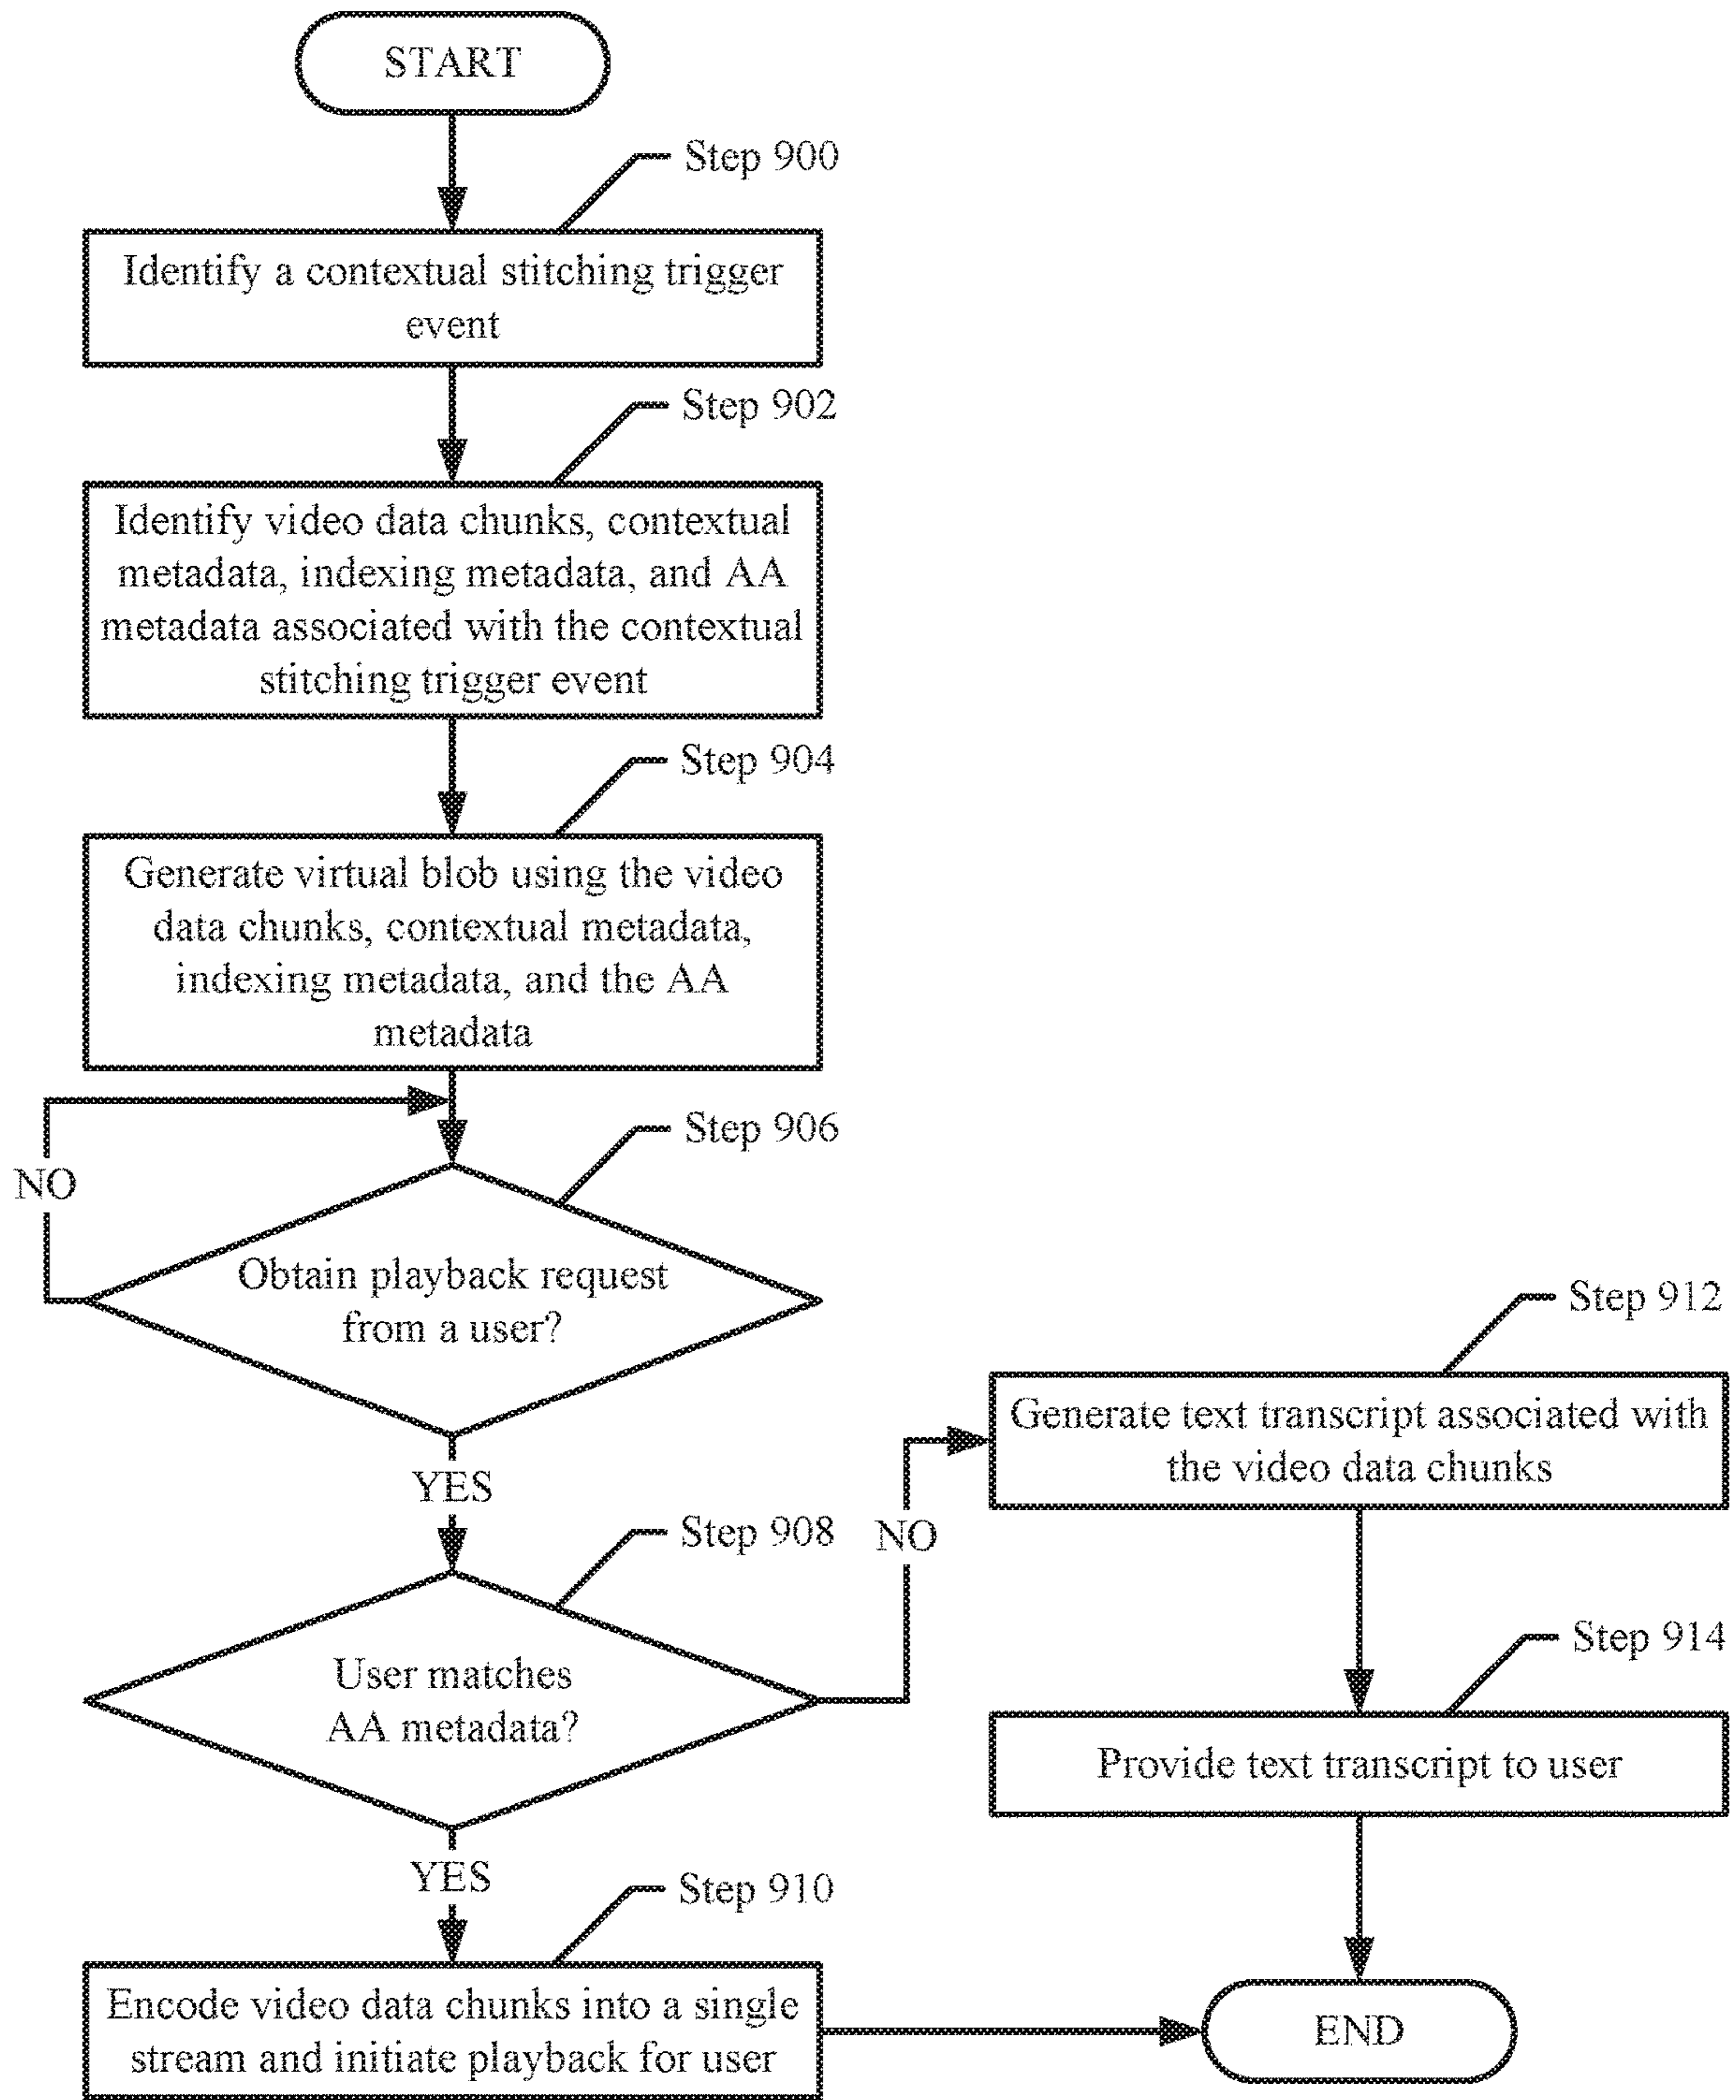 START
Step 900
Identify a contextual stitching trigger
event
Step 902
Identify video data chunks, contextual
metadata, indexing metadata, and AA
metadata associated with the contextual
stitching trigger event
Step 904
Generate virtual blob using the video
data chunks, contextual metadata,
indexing metadata, and the AA
metadata
Step 906
NO
Obtain playback request
from a user?
YES
Step 908
NO
User matches
AA metadata?
YES
Step 910
Encode video data chunks into a single
stream and initiate playback for user
Step 912
Generate text transcript associated with
the video data chunks
Step 914
Provide text transcript to user
END